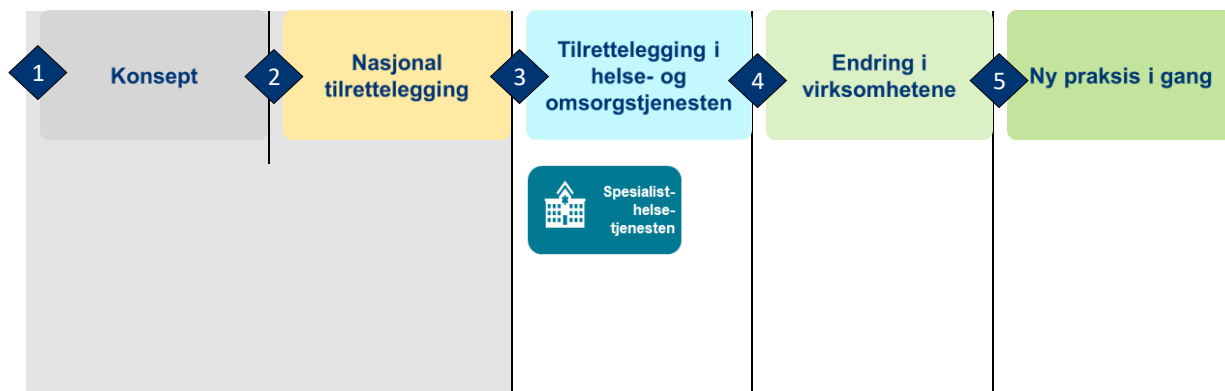 1
Konsept
2
Nasjonal
tilrettelegging
3
Tilrettelegging i
helse- og
omsorgstjenesten
4
Endring i
virksomhetene
5
Ny praksis i gang
Spesialist-
helse-
tjenesten